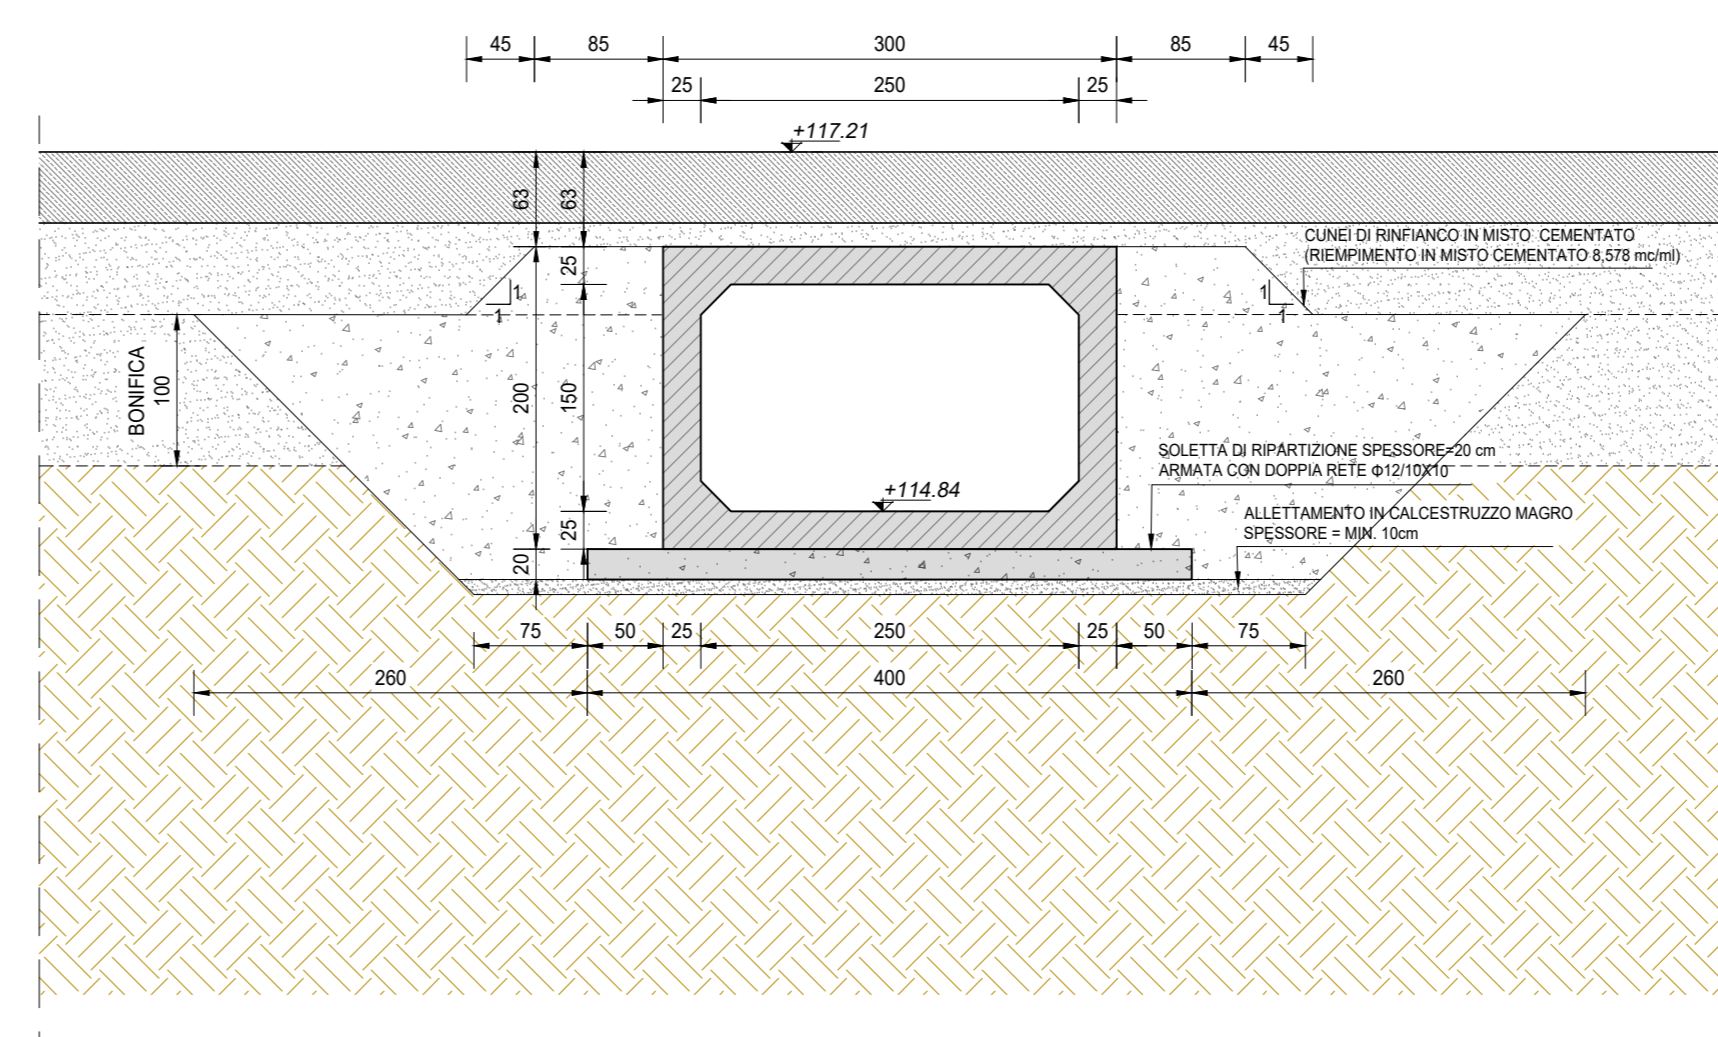 45 85 300 85 45
25 250 25
+117.21
63 63
CUNEI DI RINFIANCO IN MISTO CEMENTATO
(RIEMPIMENTO IN MISTO CEMENTATO 8,578 mc/ml)
25
1 1
1 1
BONIFICA
100
200 150
SOLETTA DI RIPARTIZIONE SPESSORE=20 cm
ARMATA CON DOPPIA RETE Φ12/10X10
+114.84
ALLETTAMENTO IN CALCESTRUZZO MAGRO
SPESSORE = MIN. 10cm
25
20
75 50 25 250 25 50 75
260 400 260